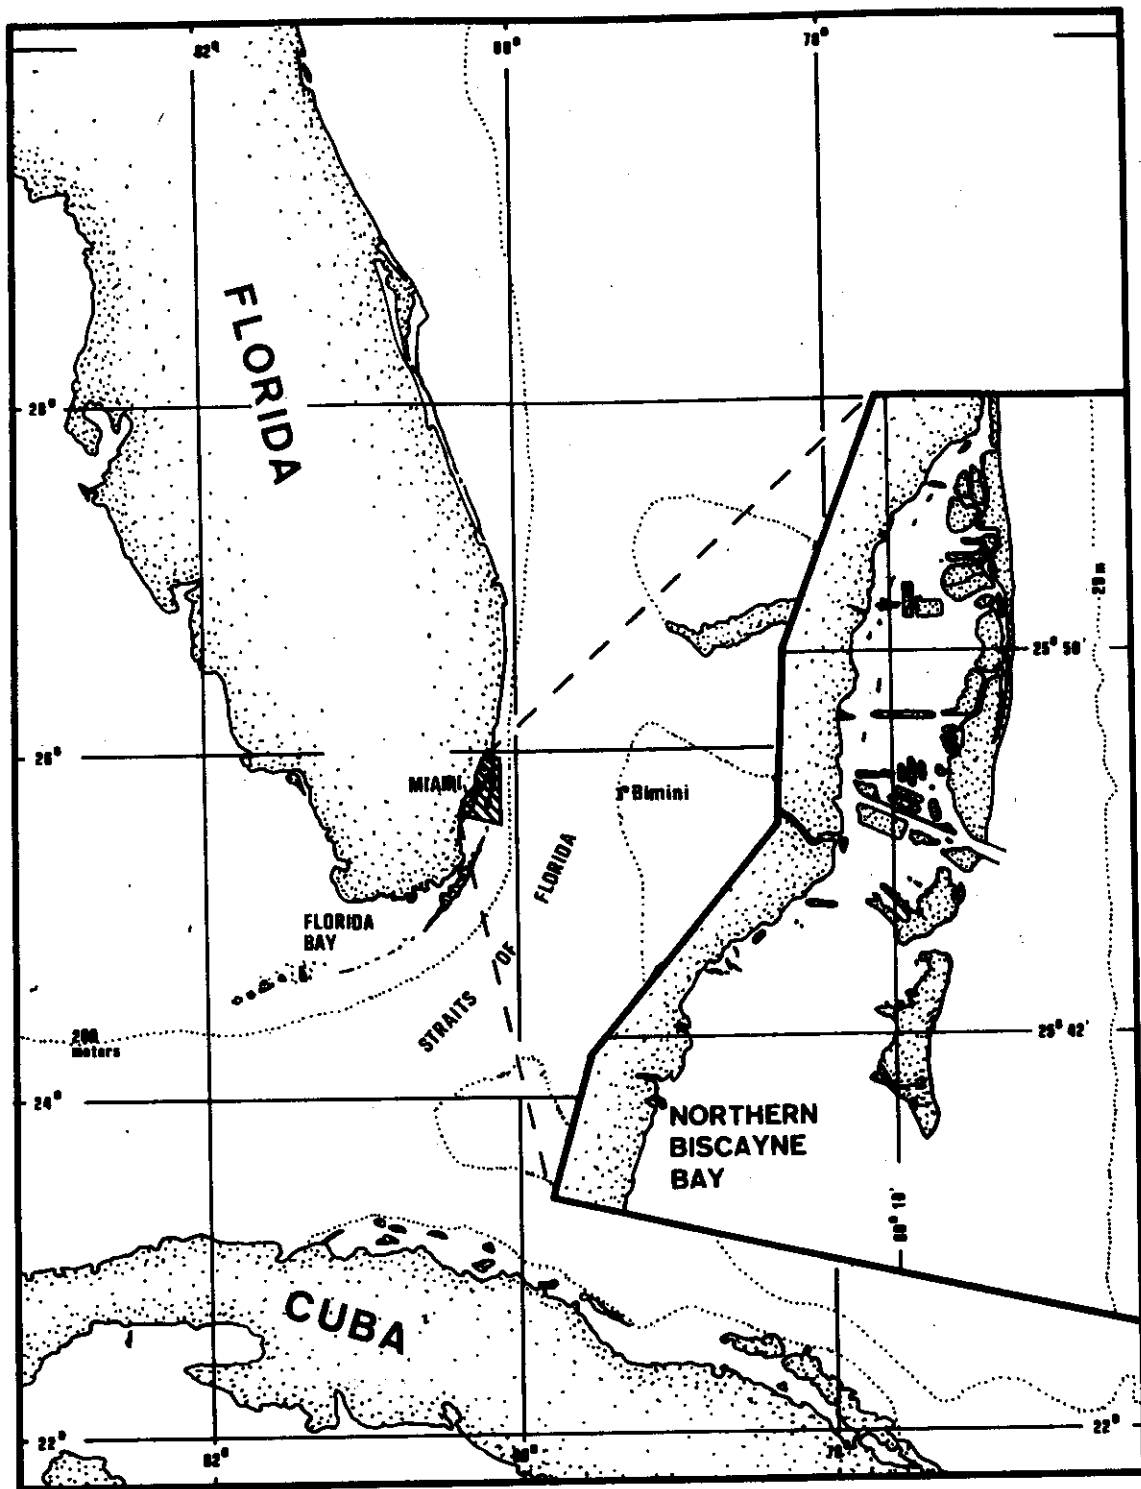 82°
80°
78°
FLORIDA
28°
20 m
25° 50'
26°
MIAMI
Bimini
FLORIDA
BAY
STRAITS OF FLORIDA
25° 42'
200
meters
24°
NORTHERN
BISCAYNE
BAY
80° 10'
CUBA
22°
22°
82°
80°
78°